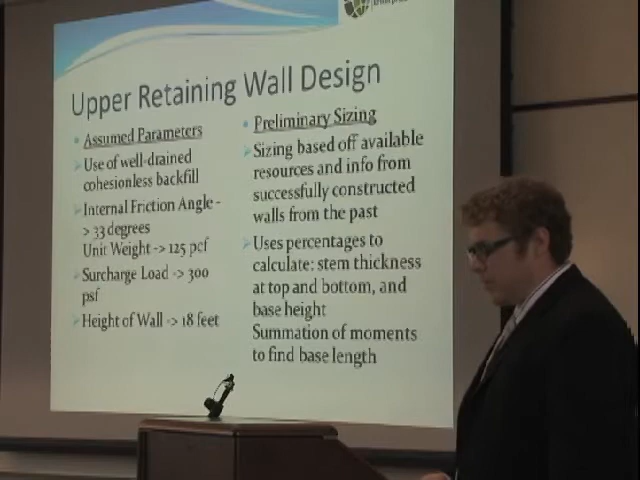 Upper Retaining Wall Design
Assumed Parameters
Use of well-drained
cohesionless backfill
Internal Friction Angle -
> 33 degrees
Unit Weight -> 125 pcf
Surcharge Load -> 300
psf
Height of Wall -> 18 feet
Preliminary Sizing
Sizing based off available
resources and info from
successfully constructed
walls from the past
Uses percentages to
calculate: stem thickness
at top and bottom, and
base height
Summation of moments
to find base length